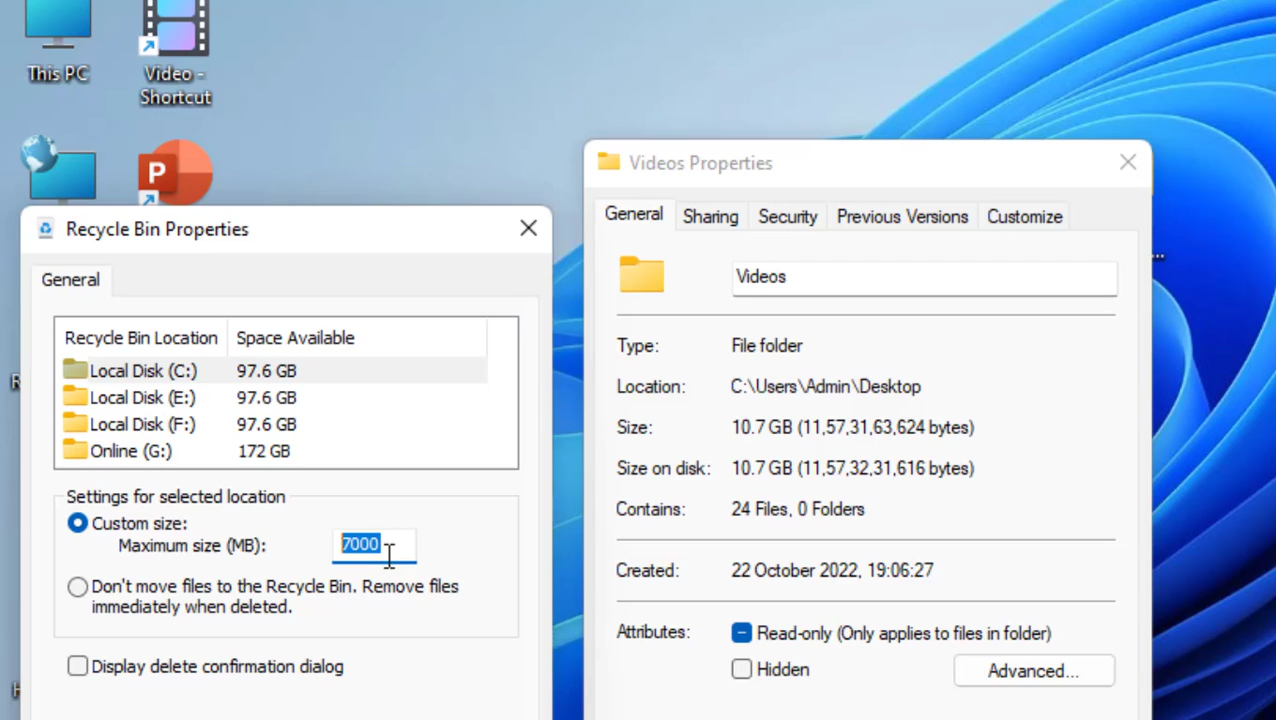 This PC
Video -
Shortcut
P
Recycle Bin Properties
General
Recycle Bin Location Space Available
Local Disk (C:) 97.6 GB
Local Disk (E:) 97.6 GB
Local Disk (F:) 97.6 GB
Online (G:) 172 GB
Settings for selected location
Custom size:
Maximum size (MB): 7000
Don't move files to the Recycle Bin. Remove files
immediately when deleted.
Display delete confirmation dialog
Videos Properties
General Sharing Security Previous Versions Customize
Videos
Type: File folder
Location: C:\Users\Admin\Desktop
Size: 10.7 GB (11,57,31,63,624 bytes)
Size on disk: 10.7 GB (11,57,32,31,616 bytes)
Contains: 24 Files, 0 Folders
Created: 22 October 2022, 19:06:27
Attributes: Read-only (Only applies to files in folder)
Hidden Advanced...
...